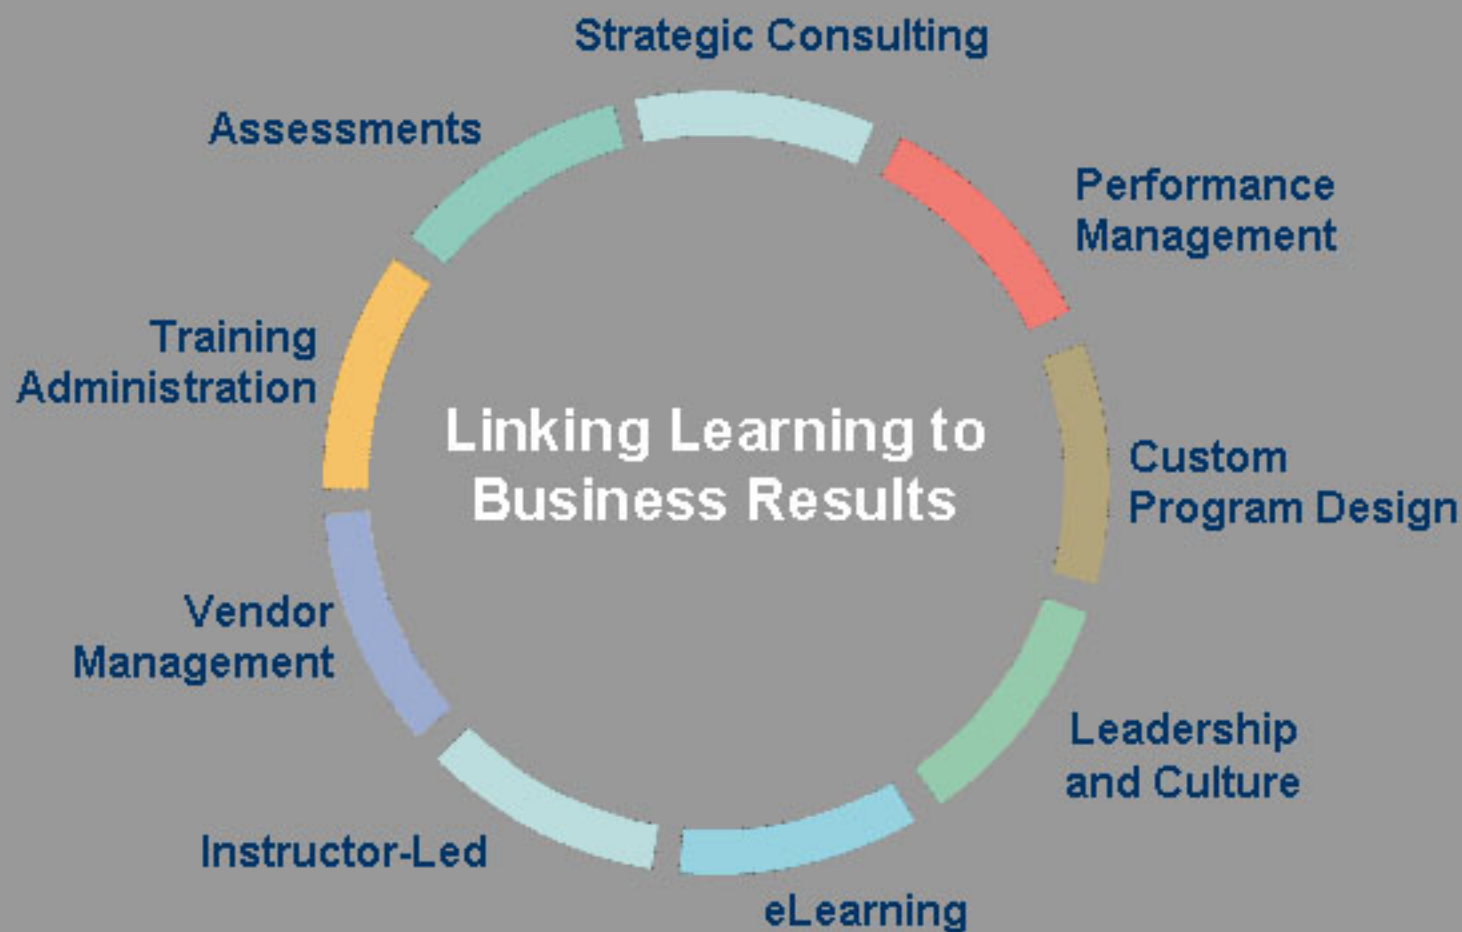 Strategic Consulting
Assessments
Performance
Management
Training
Administration
Linking Learning to
Business Results
Custom
Program Design
Vendor
Management
Leadership
and Culture
Instructor-Led
eLearning